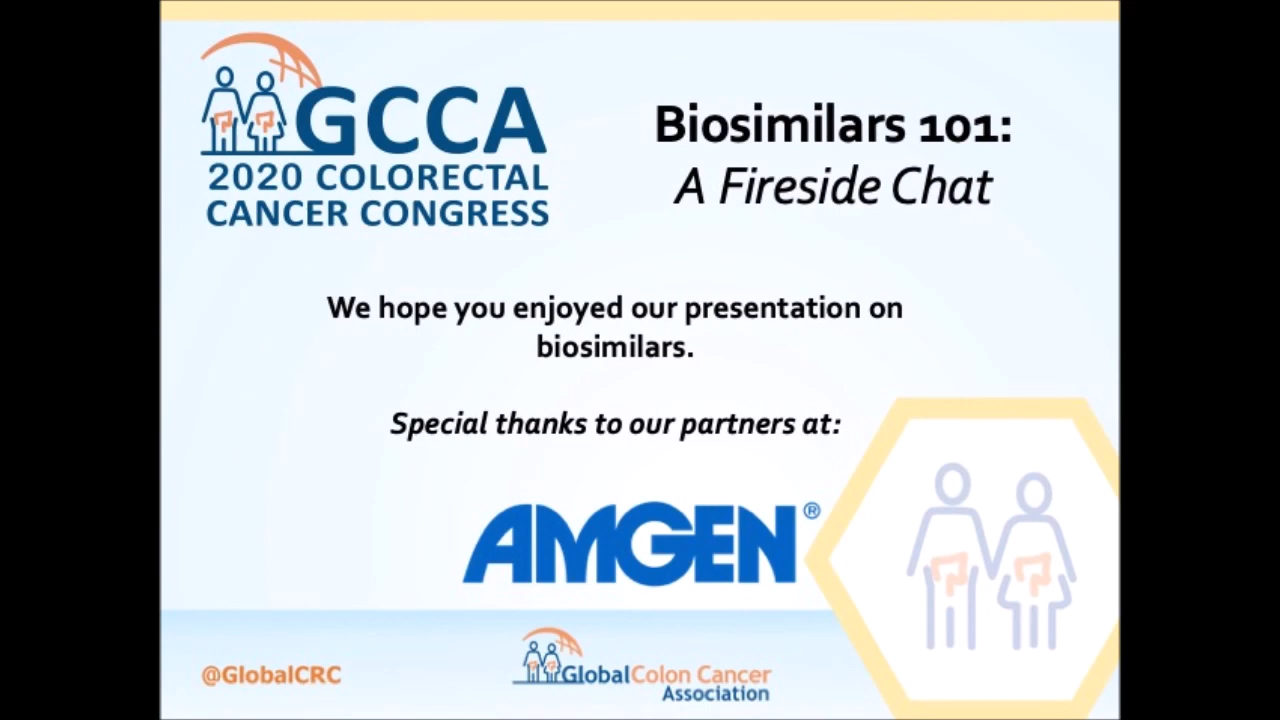 GCCA
2020 COLORECTAL
CANCER CONGRESS
Biosimilars 101:
A Fireside Chat
We hope you enjoyed our presentation on
biosimilars.
Special thanks to our partners at:
AMGEN®
@GlobalCRC
GlobalColon Cancer
Association